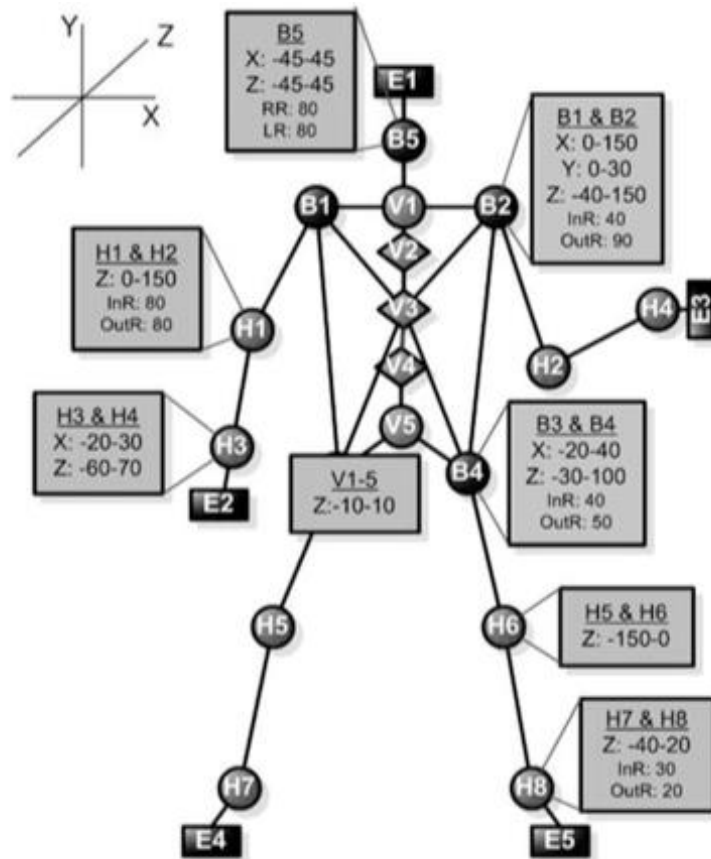 Y
Z
X
B5
X: -45-45
Z: -45-45
RR: 80
LR: 80
E1
B5
B1 & B2
X: 0-150
Y: 0-30
Z: -40-150
InR: 40
OutR: 90
B1
V1
B2
V2
H1 & H2
Z: 0-150
InR: 80
OutR: 80
V3
H1
H4
E3
V4
H2
H3 & H4
X: -20-30
Z: -60-70
V5
H3
B3 & B4
X: -20-40
Z: -30-100
InR: 40
OutR: 50
E2
V1-5
Z:-10-10
B4
H5
H6
H5 & H6
Z: -150-0
H7 & H8
Z: -40-20
InR: 30
OutR: 20
H7
H8
E4
E5